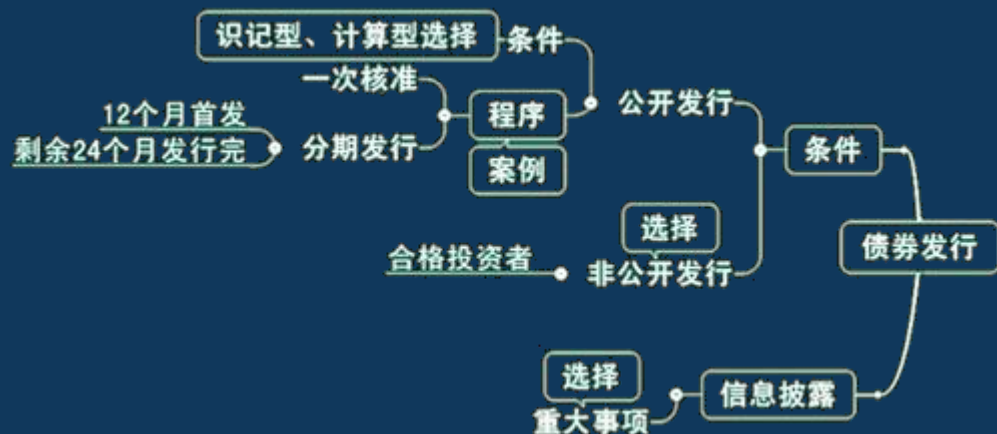 识记型、计算型选择
条件
一次核准
12个月首发
剩余24个月发行完
分期发行
程序
案例
公开发行
条件
选择
合格投资者
非公开发行
债券发行
选择
重大事项
信息披露